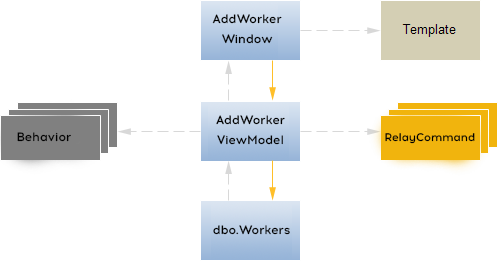 AddWorker
Window
Template
Behavior
AddWorker
ViewModel
RelayCommand
dbo.Workers